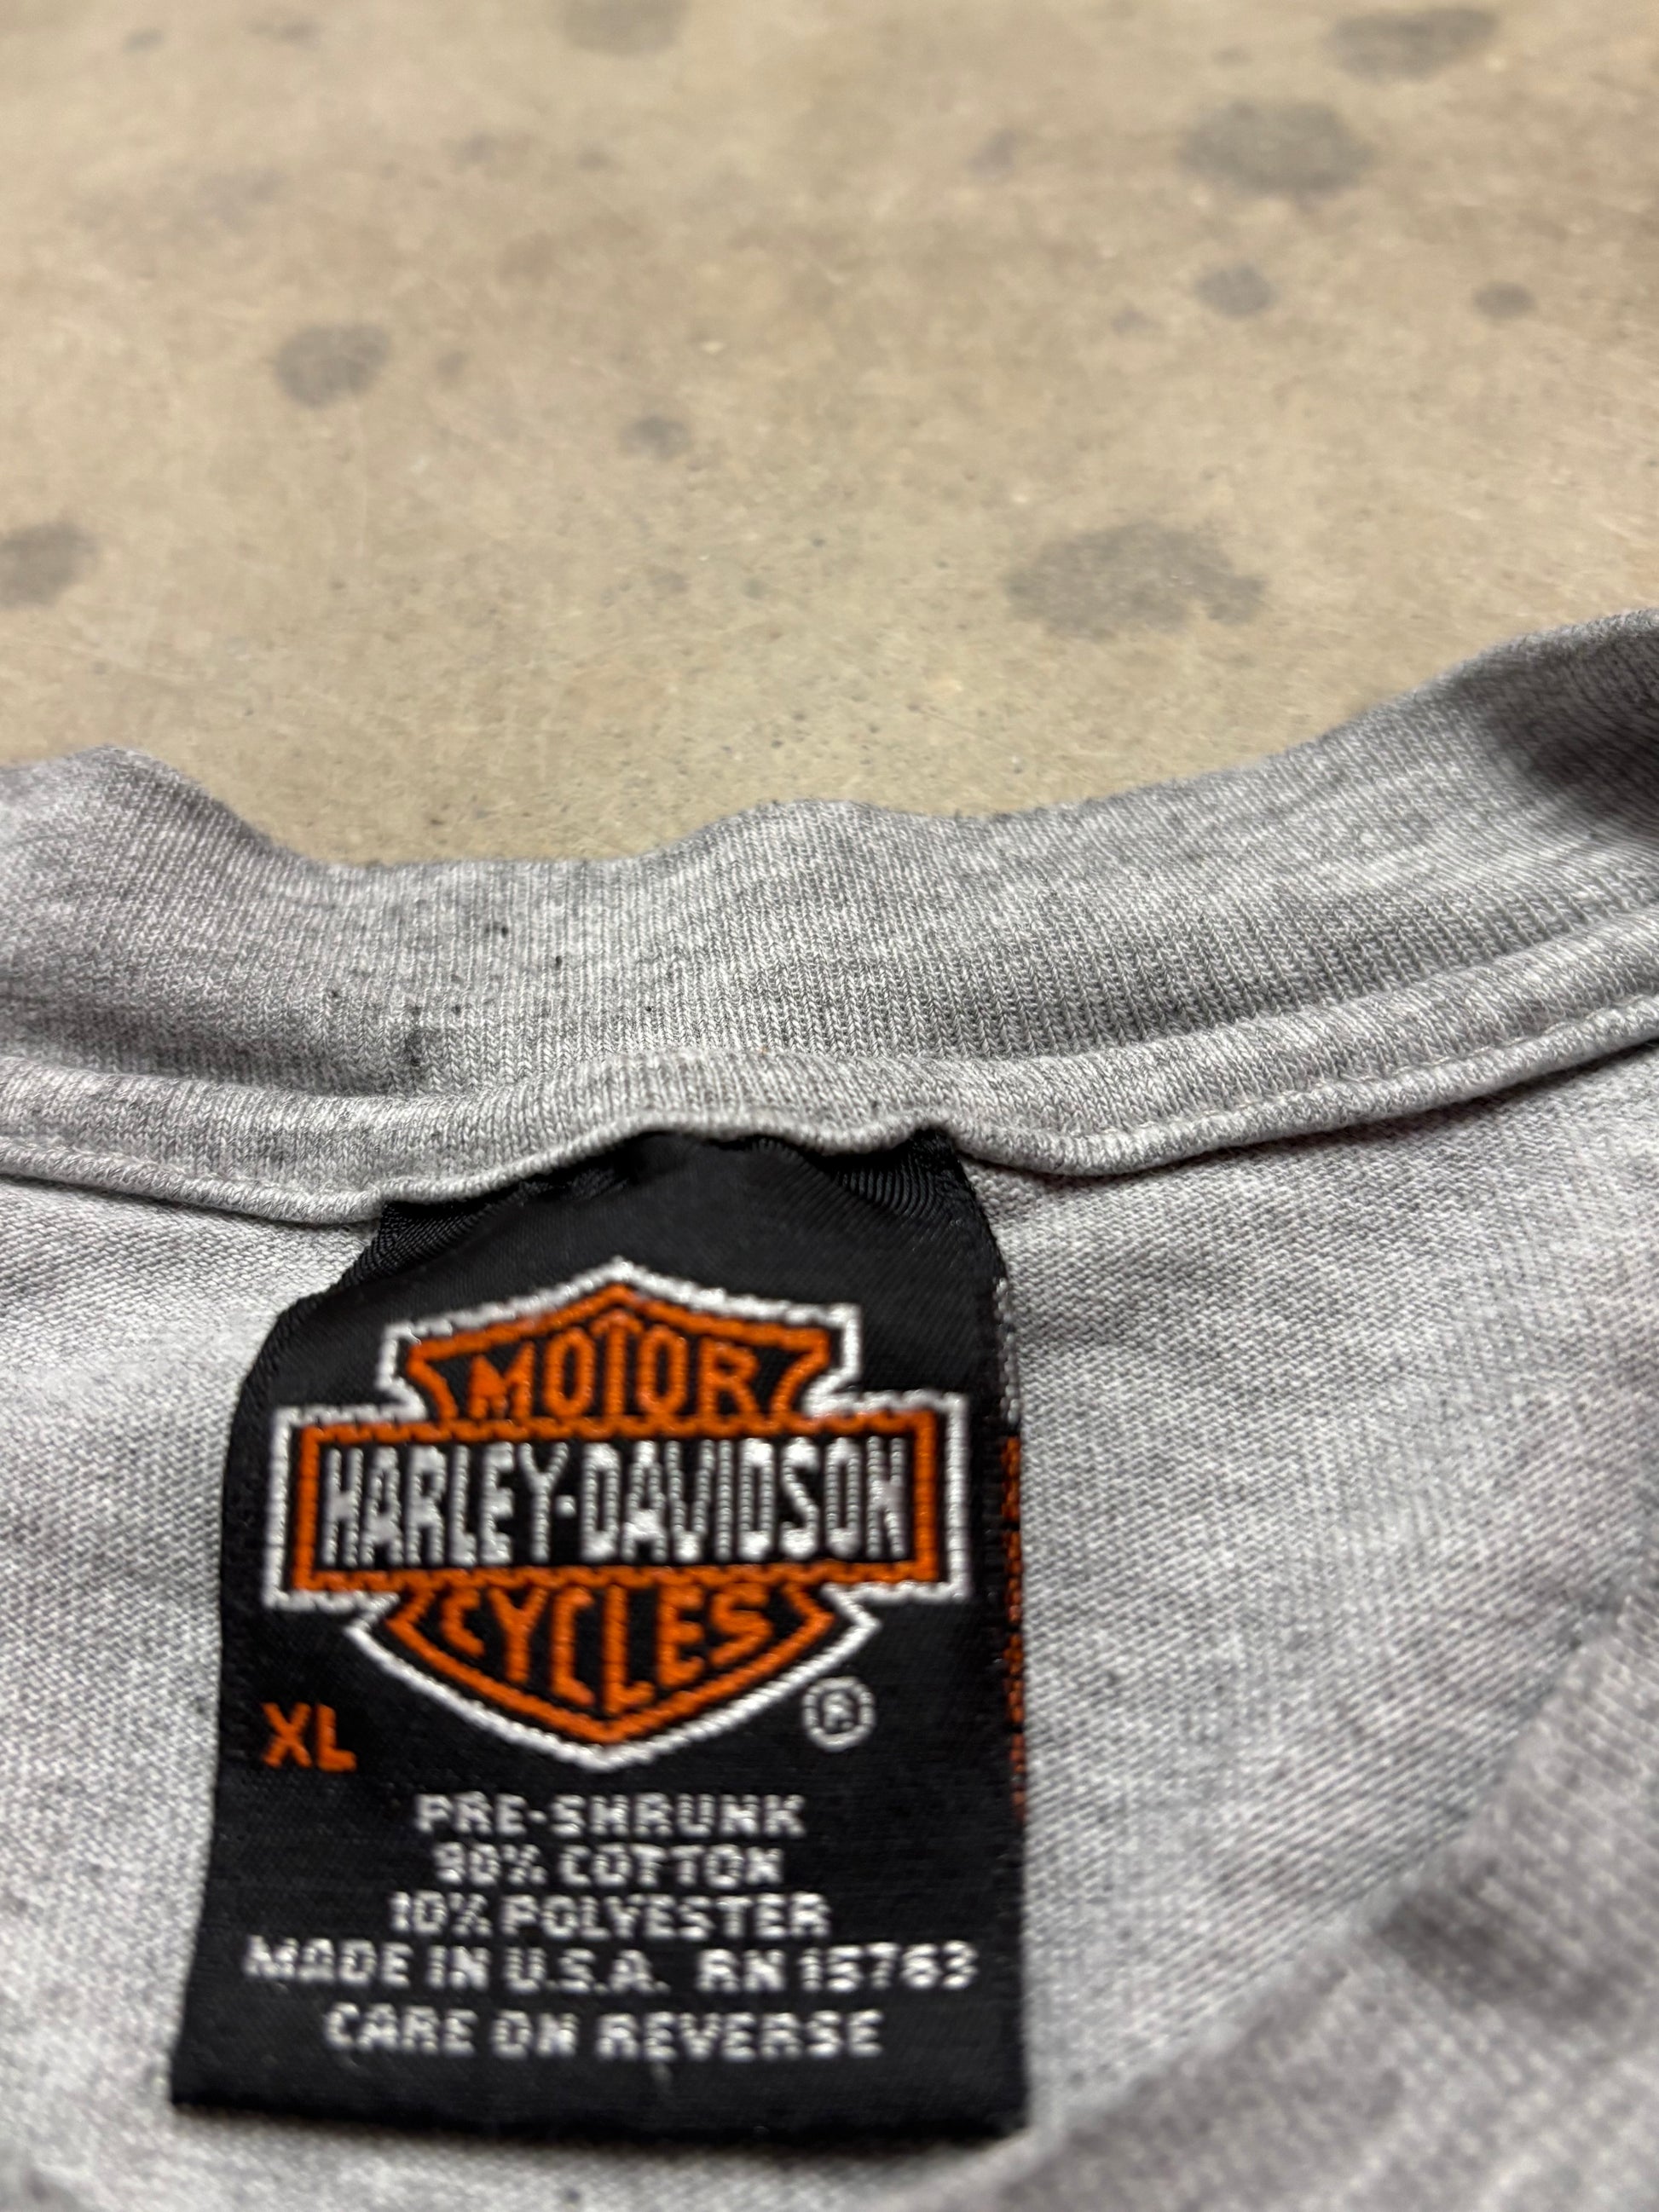 MOTOR
HARLEY-DAVIDSON
CYCLES
®
XL
PRE-SHRUNK
90% COTTON
10% POLYESTER
MADE IN U.S.A. RN 15763
CARE ON REVERSE